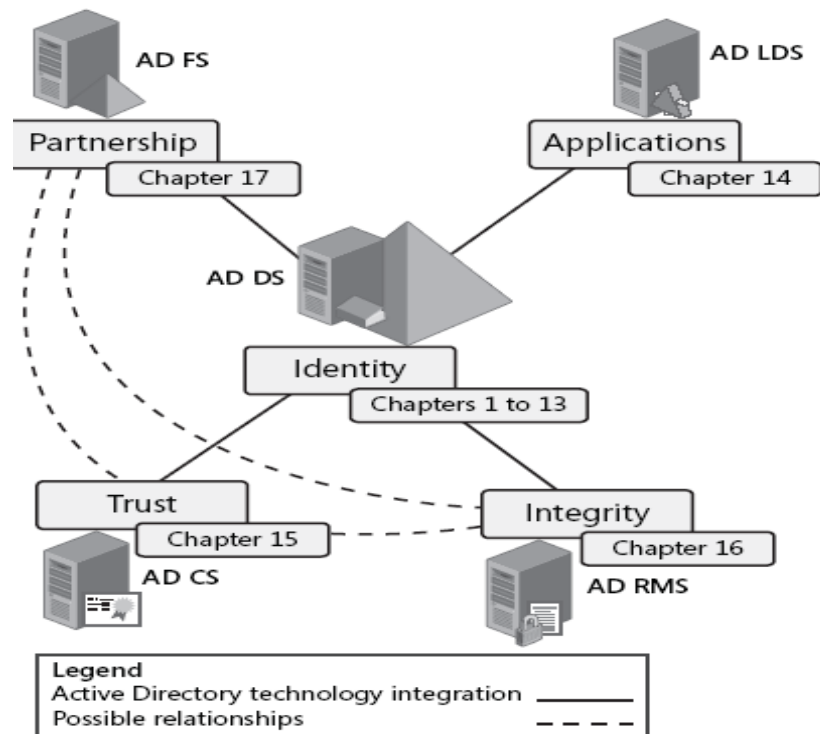 AD FS
AD LDS
Partnership
Applications
Chapter 17
Chapter 14
AD DS
Identity
Chapters 1 to 13
Trust
Integrity
Chapter 15
Chapter 16
AD CS
AD RMS
Legend
Active Directory technology integration
Possible relationships